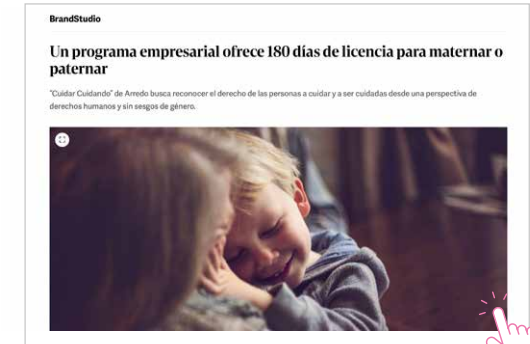 BrandStudio
Un programa empresarial ofrece 180 días de licencia para maternar o
paternar
"Cuidar Cuidando" de Arredo busca reconocer el derecho de las personas a cuidar y a ser cuidadas desde una perspectiva de
derechos humanos y sin sesgos de género.